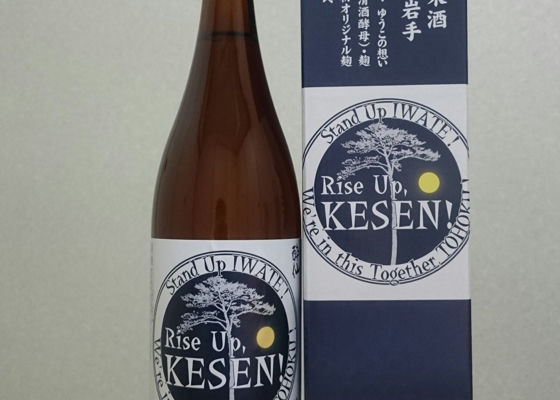 米酒
岩手
ゆうこの想い
清酒酵母)・麹
オリジナル麹
Stand Up IWATE!
Rise Up,
KESEN!
We're in this Together TOHOKU!
Stand Up IWATE!
Rise Up,
KESEN!
We're in
TOHOKU!